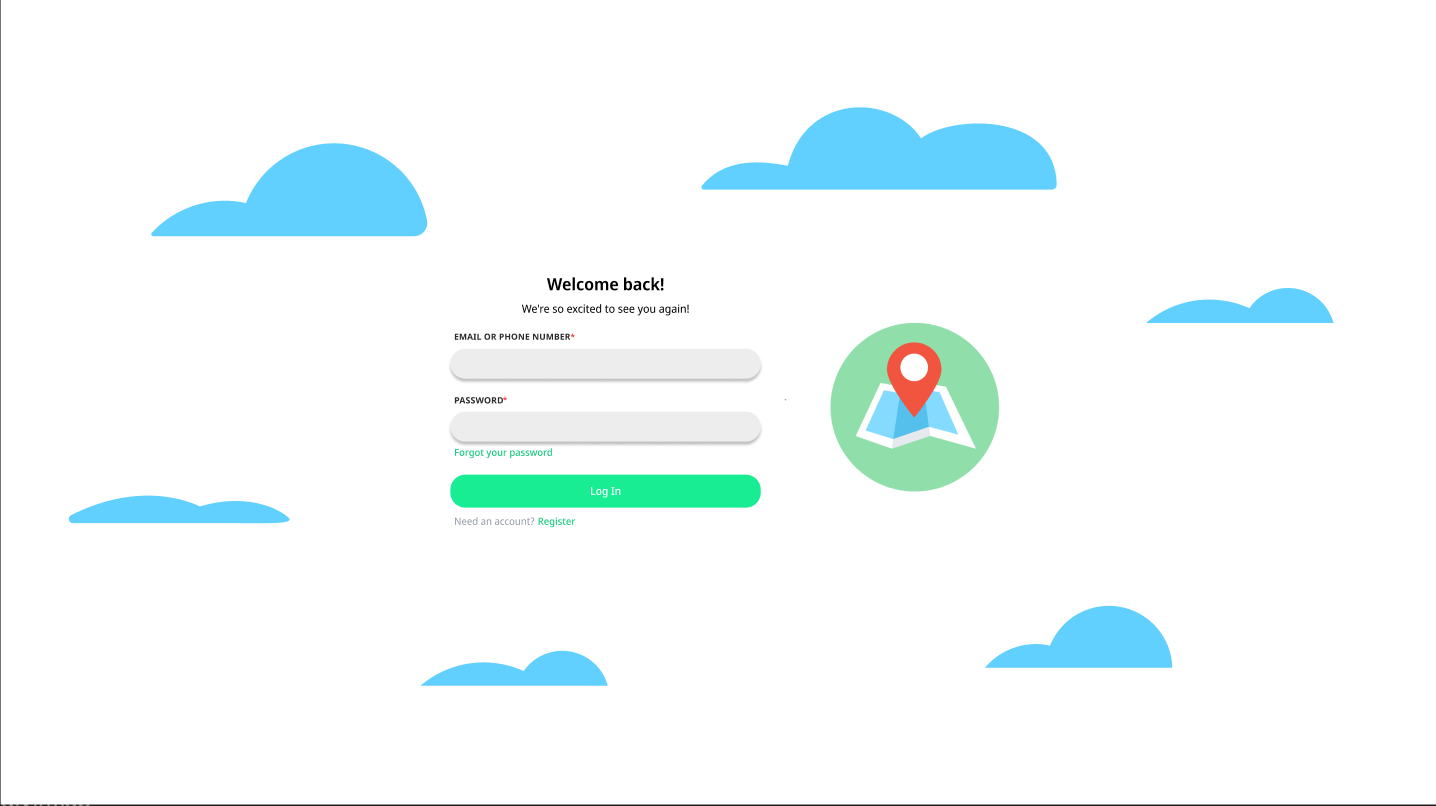 Welcome back!
We're so excited to see you again!
EMAIL OR PHONE NUMBER*
PASSWORD*
Forgot your password
Log In
Need an account? Register